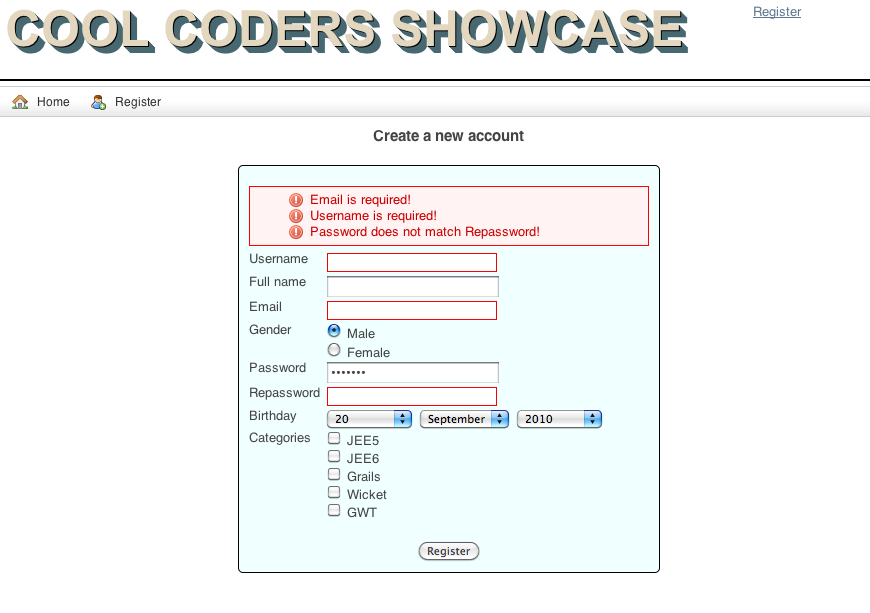 COOL CODERS SHOWCASE
Register
Home Register
Create a new account
Email is required!
Username is required!
Password does not match Repassword!
Username
Full name
Email
Gender Male
Female
Password •••••••
Repassword
Birthday 20 September 2010
Categories JEE5
JEE6
Grails
Wicket
GWT
Register